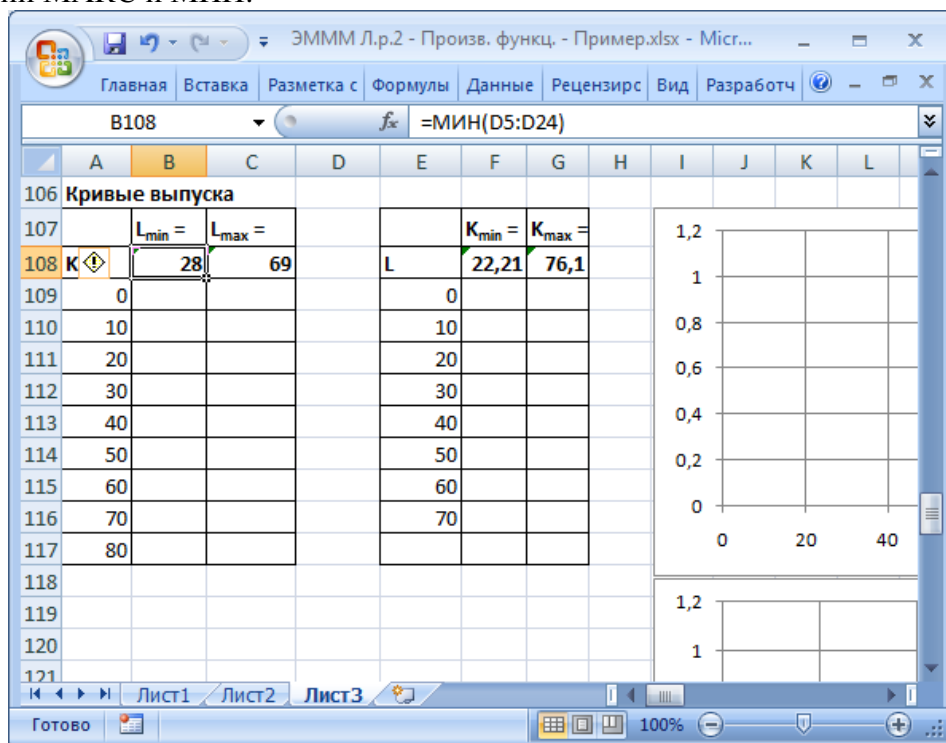 ии МАКС и МИН.
ЭМММ Л.р.2 - Произв. функц. - Пример.xlsx - Micr...
Главная Вставка Разметка с Формулы Данные Рецензирс Вид Разработч
B108 fx =МИН(D5:D24)
A B C D E F G H I J K L
106 Кривые выпуска
107 Lmin = Lmax = Kmin = Kmax =
108 K 28 69 L 22,21 76,1
109 0 0
110 10 10
111 20 20
112 30 30
113 40 40
114 50 50
115 60 60
116 70 70
117 80
118
119
120
121
1,2
1
0,8
0,6
0,4
0,2
0
0 20 40
1,2
1
Лист1 Лист2 Лист3
Готово 100%